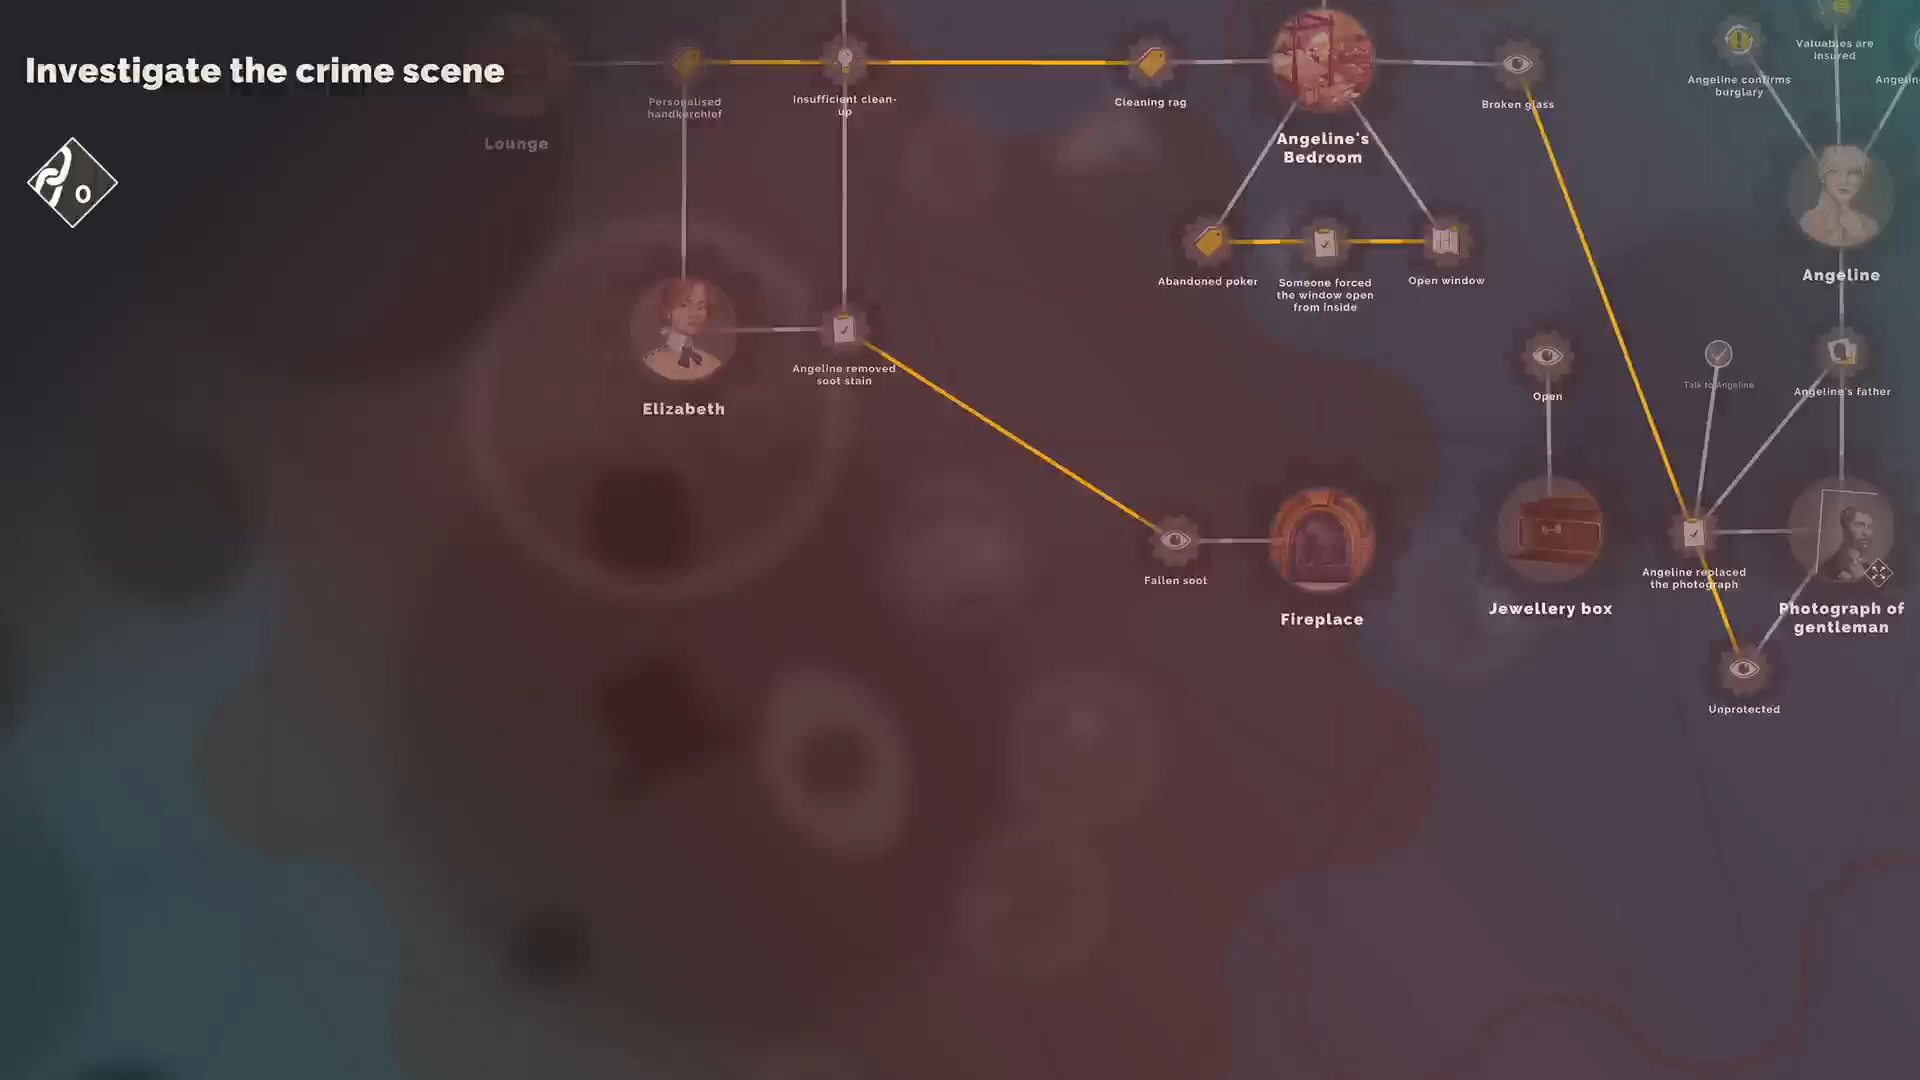 Investigate the crime scene
0
Lounge
Personalised
handkerchief
Insufficient clean-
up
Cleaning rag
Angeline's
Bedroom
Broken glass
Angeline confirms
burglary
Valuables are
insured
Abandoned poker
Someone forced
the window open
from inside
Open window
Angeline
Elizabeth
Angeline removed
soot stain
Open
Talk to Angeline
Angeline's father
Fallen soot
Fireplace
Jewellery box
Angeline replaced
the photograph
Photograph of
gentleman
Unprotected